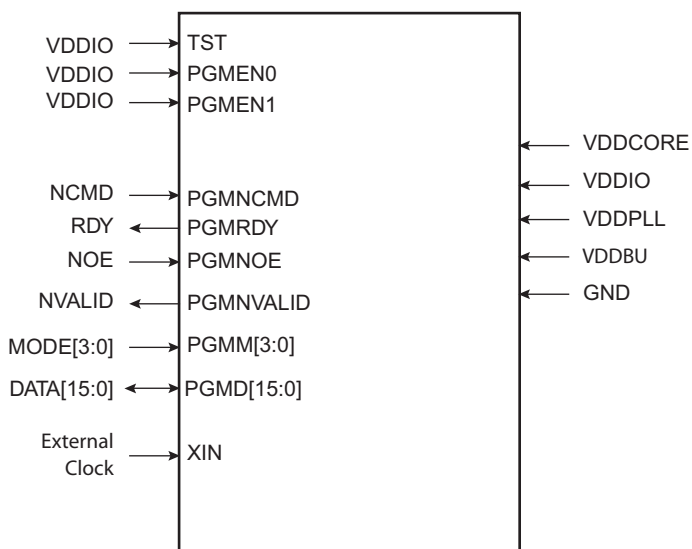 VDDIO TST
VDDIO PGMEN0
VDDIO PGMEN1
VDDCORE
VDDIO
NCMD PGMNCMD
RDY PGMRDY
VDDPLL
NOE PGMNOE
VDDBU
NVALID PGMNVALID
GND
MODE[3:0] PGMM[3:0]
DATA[15:0] PGMD[15:0]
External
Clock
XIN